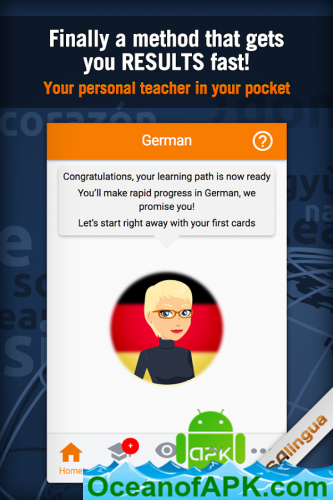 Finally a method that gets
you RESULTS fast!
Your personal teacher in your pocket
German
?
Congratulations, your learning path is now ready
You'll make rapid progress in German, we
promise you!
Let's start right away with your first cards
Home
+
APK
OceanofAPK.com
corazón